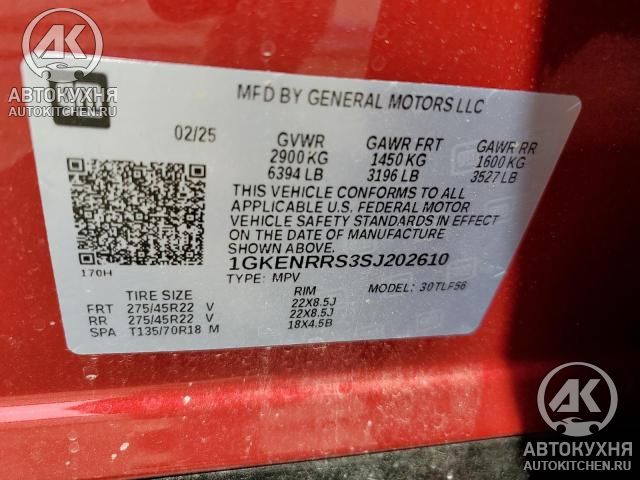 АК
АВТОКУХНЯ
AUTOKITCHEN.RU
gm
MFD BY GENERAL MOTORS LLC
02/25 GVWR GAWR FRT GAWR RR
2900 KG 1450 KG 1600 KG
6394 LB 3196 LB 3527 LB
THIS VEHICLE CONFORMS TO ALL
APPLICABLE U.S. FEDERAL MOTOR
VEHICLE SAFETY STANDARDS IN EFFECT
ON THE DATE OF MANUFACTURE
SHOWN ABOVE.
1GKENRRS3SJ202610
170H
TYPE: MPV MODEL: 30TLF56
TIRE SIZE RIM
FRT 275/45R22 V 22X8.5J
RR 275/45R22 V 22X8.5J
SPA T135/70R18 M 18X4.5B
АК
АВТОКУХНЯ
AUTOKITCHEN.RU